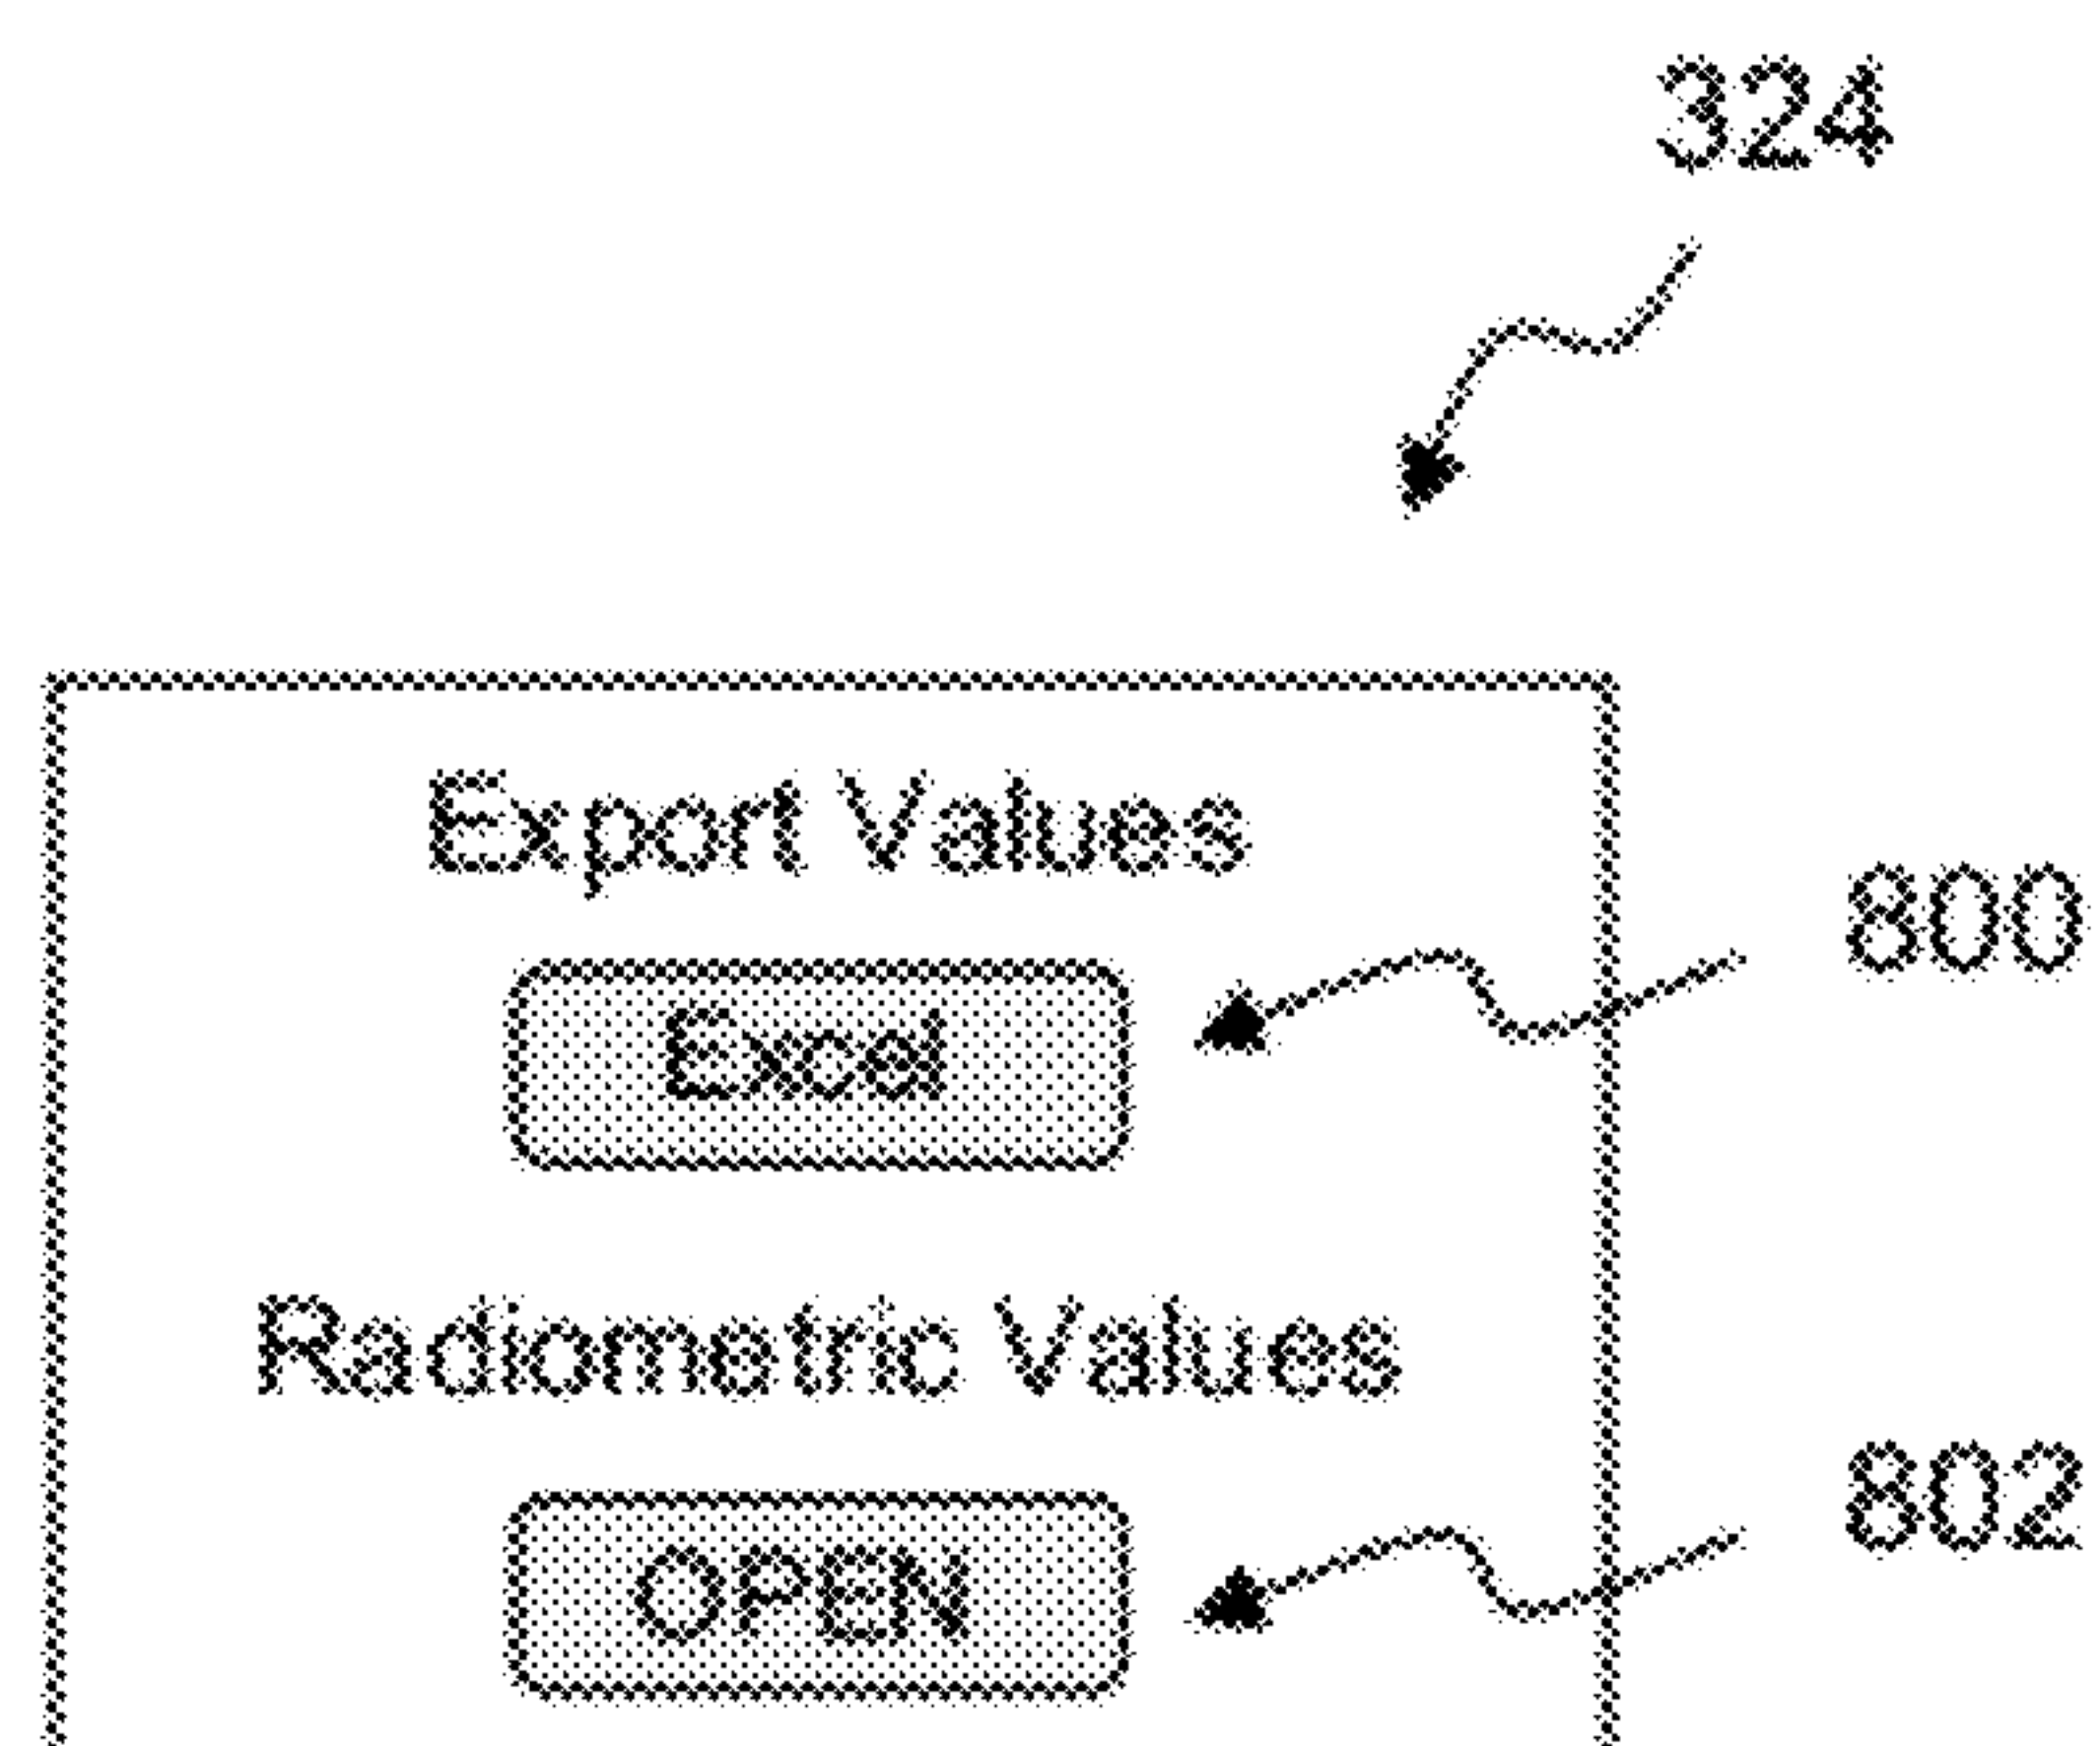 324
Export Values
800
Excel
Radiometric Values
802
OPEN